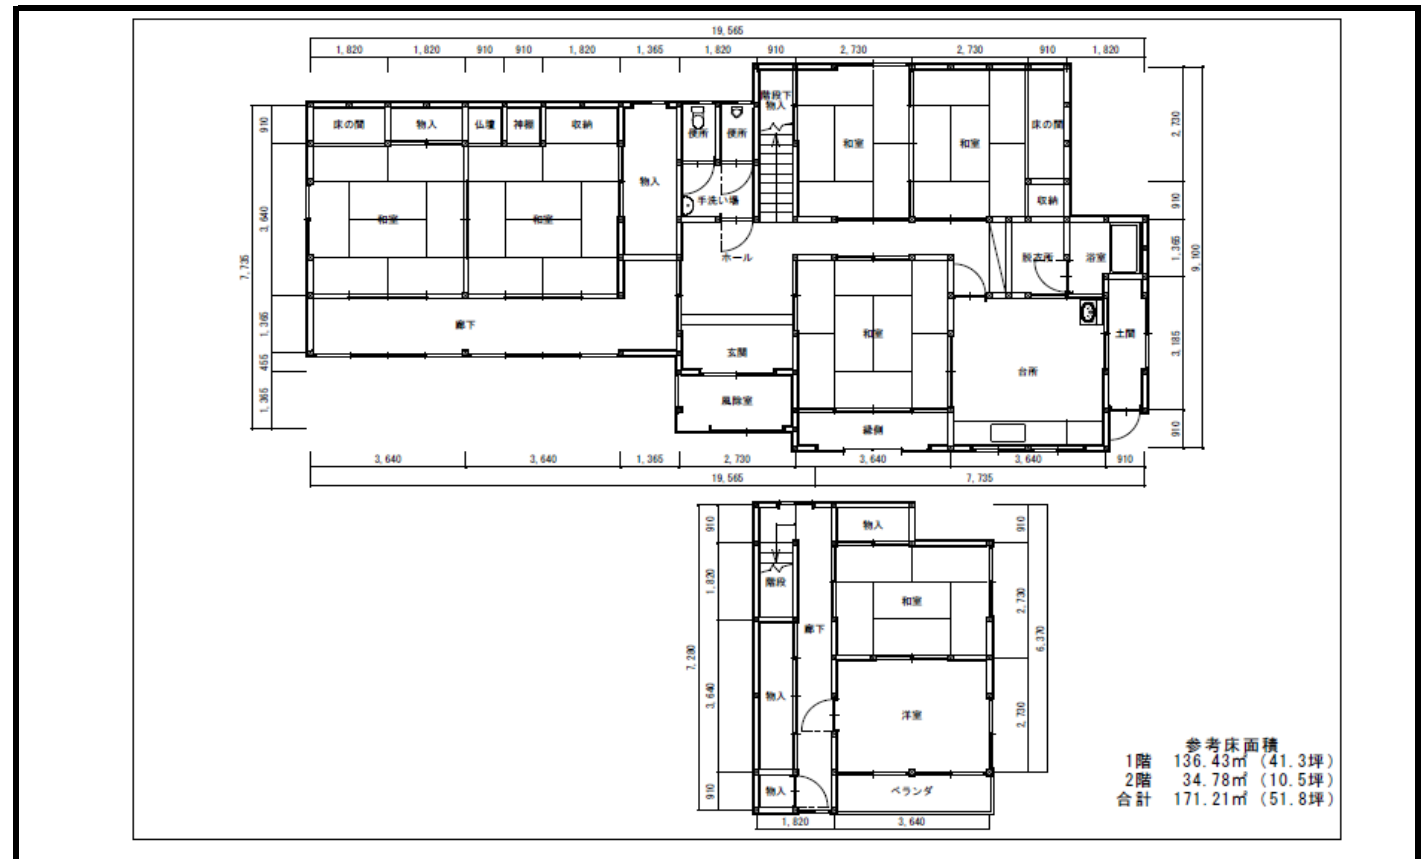 19,565
1,820 1,820 910 910 1,820 1,365 1,820 910 2,730 2,730 910 1,820
階段下
物入
床の間 物入 仏壇 神棚 収納 便所 便所 和室 和室 床の間
910 2,730
物入 手洗い場 収納
3,640 910
和室 和室
ホール 脱衣所 浴室
7,735 1,365 9,100
廊下 和室 土間
1,365 3,185
玄関
455 台所
風除室
1,365 縁側 910
3,640 3,640 1,365 2,730 3,640 3,640 910
19,565 7,735
910 物入 910
1,820 階段 和室 2,730
廊下 6,370
7,280
3,640 物入 洋室 2,730
910 物入 ベランダ
1,820 3,640
参考床面積
1階 136.43㎡ (41.3坪)
2階 34.78㎡ (10.5坪)
合計 171.21㎡ (51.8坪)